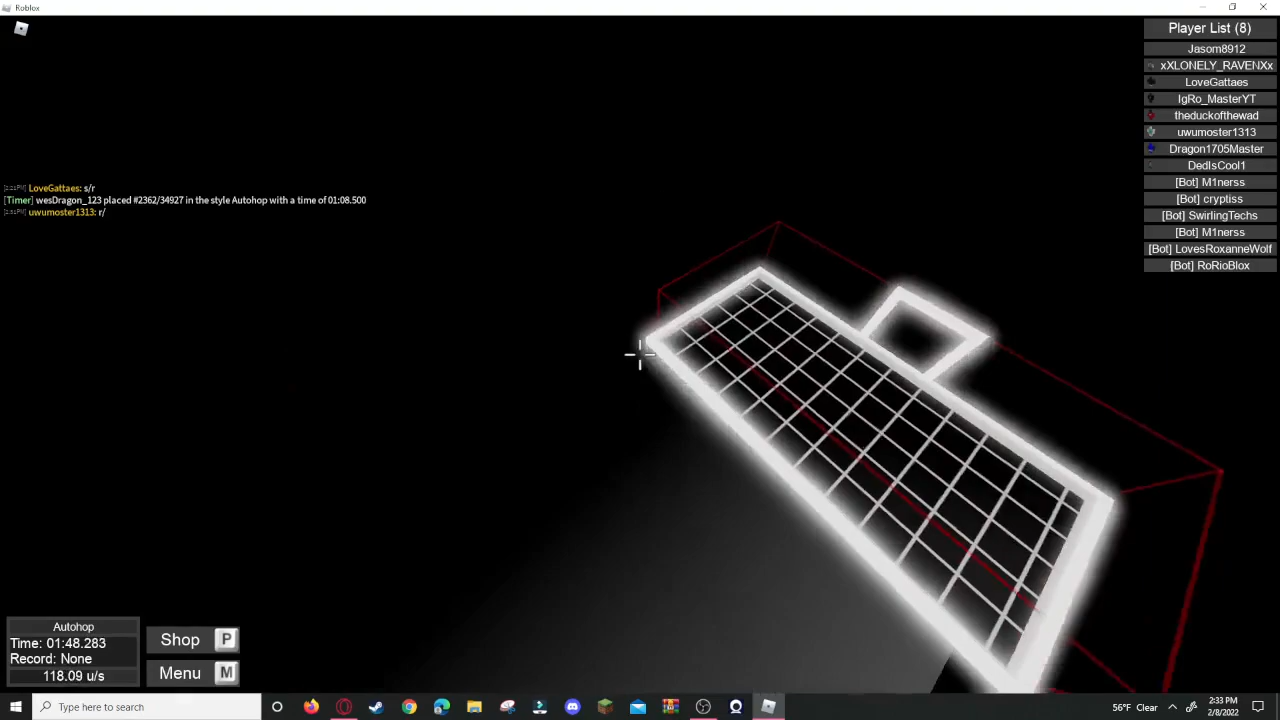 Roblox
Player List (8)
Jasom8912
xXLONELY_RAVENXx
LoveGattaes
IgRo_MasterYT
theduckofthewad
uwumoster1313
Dragon1705Master
DedIsCool1
[Bot] M1nerss
[Bot] cryptiss
[Bot] SwirlingTechs
[Bot] M1nerss
[Bot] LovesRoxanneWolf
[Bot] RoRioBlox
LoveGattaes: s/r
[Timer] wesDragon_123 placed #2362/34927 in the style Autohop with a time of 01:08.500
uwumoster1313: r/
Autohop
Time: 01:48.283
Record: None
118.09 u/s
Shop P
Menu M
Type here to search
56°F Clear
2:33 PM
2/8/2022